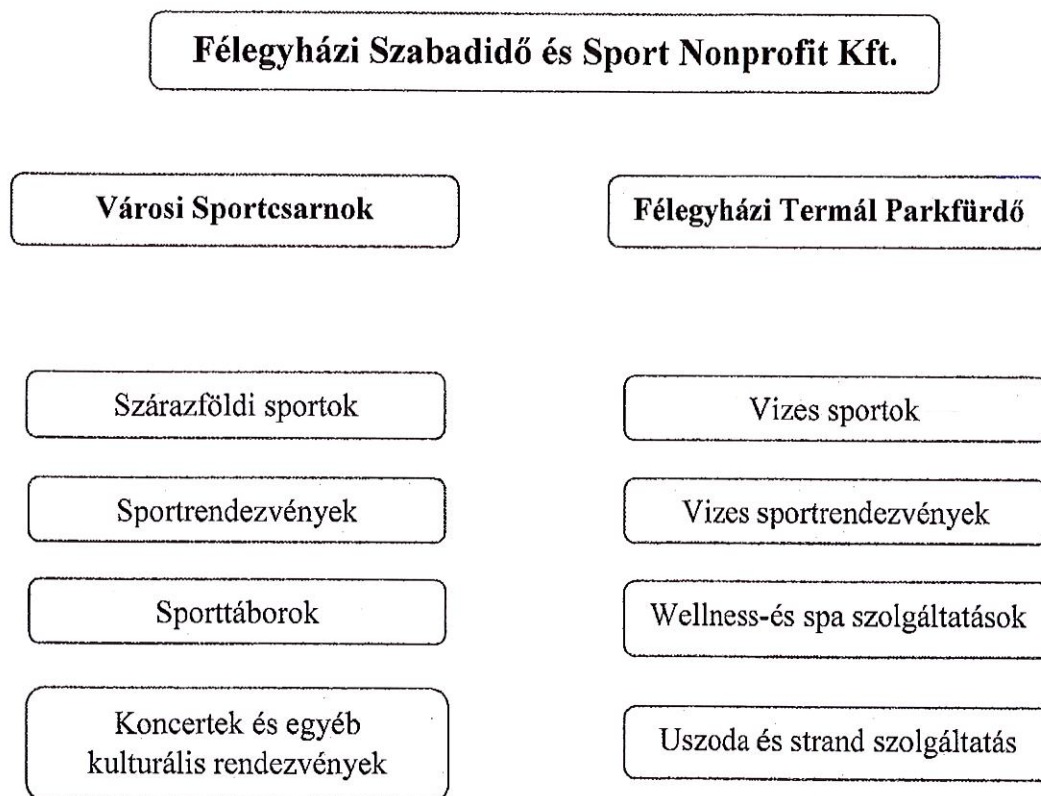 Félegyházi Szabadidő és Sport Nonprofit Kft.
Városi Sportcsarnok
Félegyházi Termál Parkfürdő
Szárazföldi sportok
Vizes sportok
Sportrendezvények
Vizes sportrendezvények
Sporttáborok
Wellness-és spa szolgáltatások
Koncertek és egyéb
kulturális rendezvények
Uszoda és strand szolgáltatás